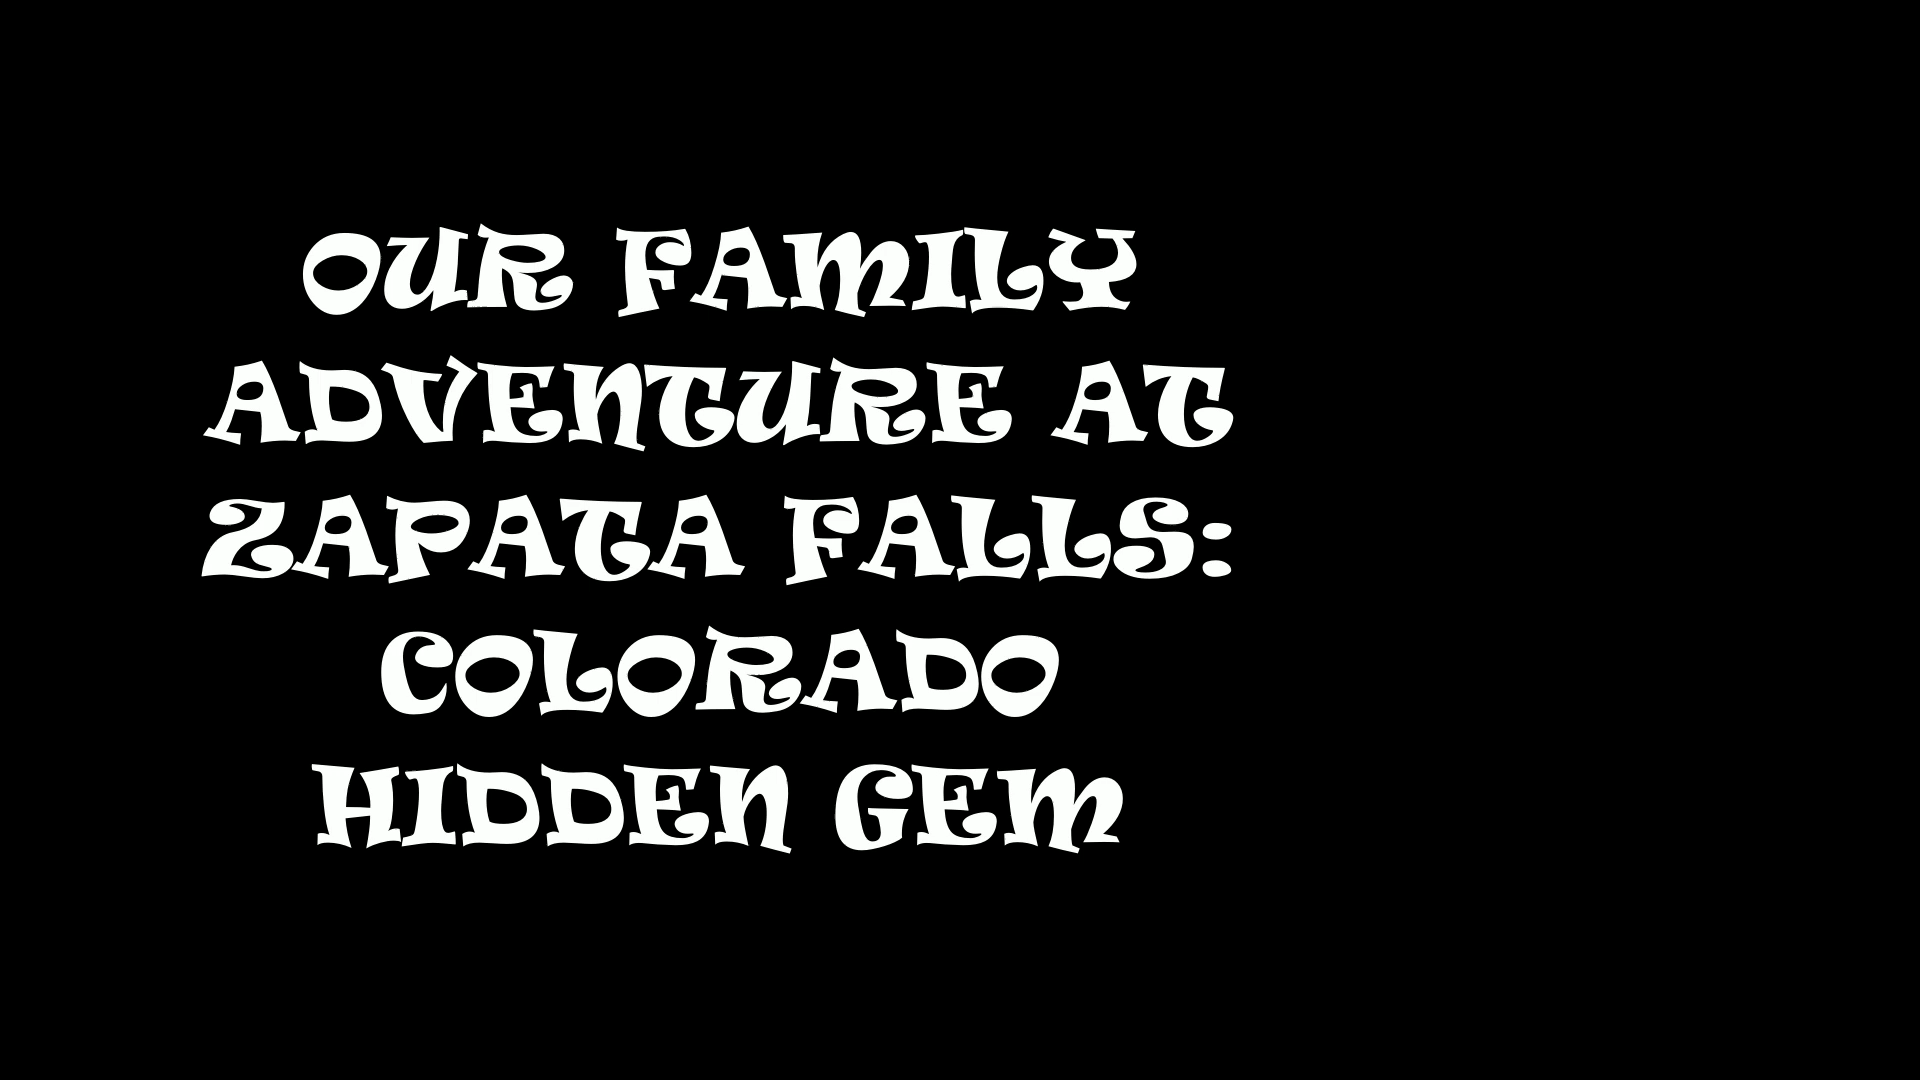 OUR FAMILY
ADVENTURE AT
ZAPATA FALLS:
COLORADO
HIDDEN GEM